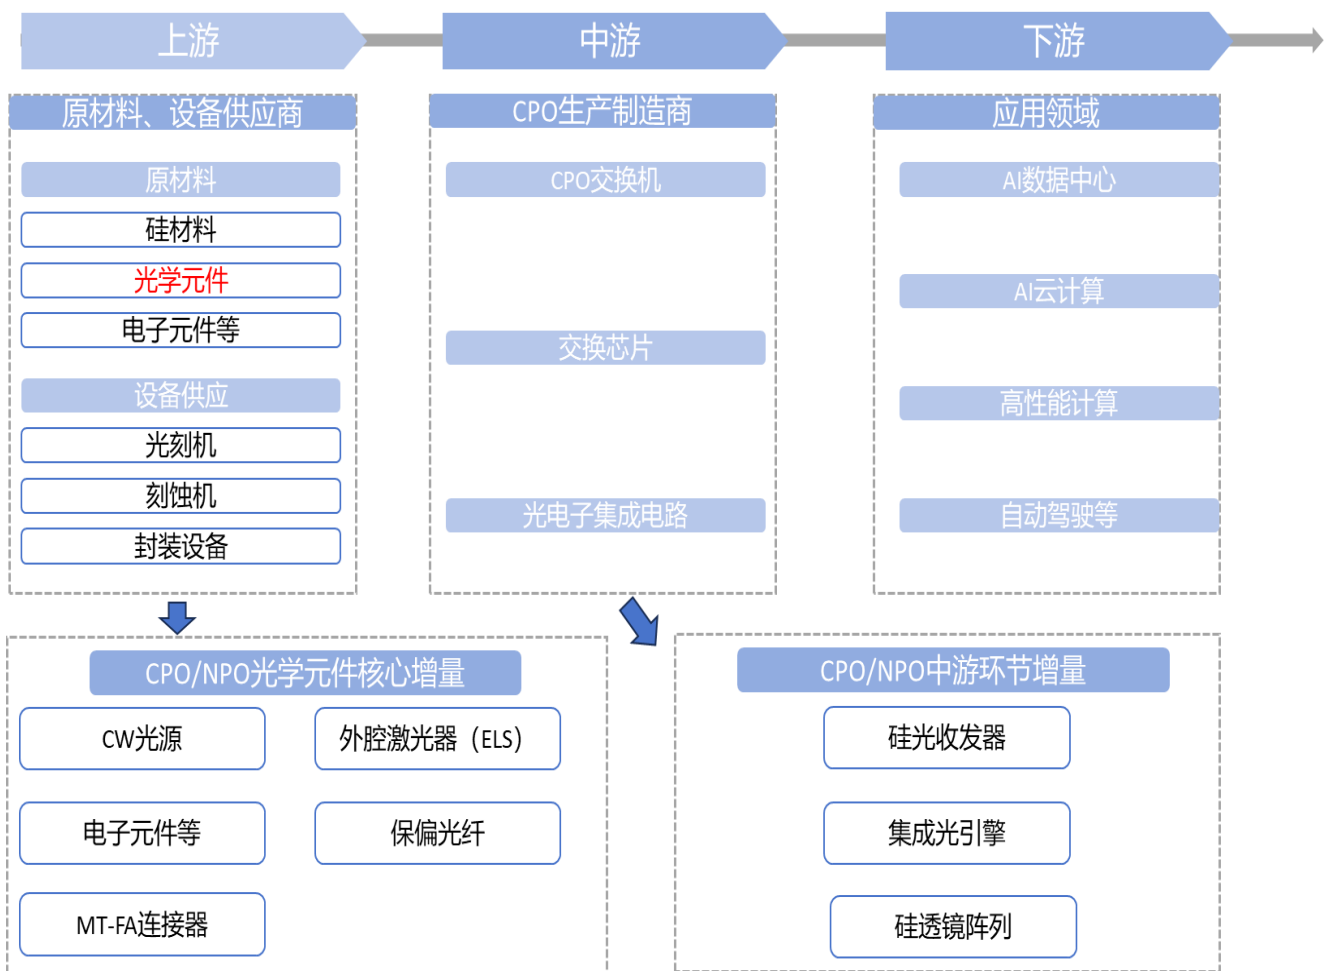 上游
中游
下游
原材料、设备供应商
原材料
硅材料
光学元件
电子元件等
设备供应
光刻机
刻蚀机
封装设备
CPO生产制造商
CPO交换机
交换芯片
光电子集成电路
应用领域
AI数据中心
AI云计算
高性能计算
自动驾驶等
CPO/NPO光学元件核心增量
CW光源
外腔激光器（ELS）
电子元件等
保偏光纤
MT-FA连接器
CPO/NPO中游环节增量
硅光收发器
集成光引擎
硅透镜阵列